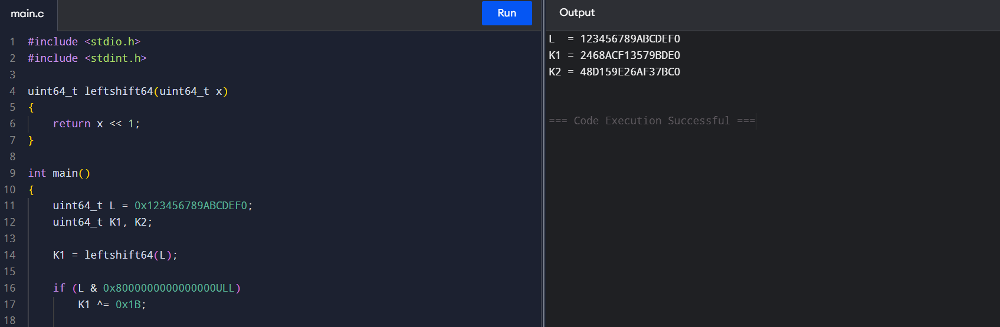 main.c
Run
1 #include <stdio.h>
2 #include <stdint.h>
3
4 uint64_t leftshift64(uint64_t x)
5 {
6     return x << 1;
7 }
8
9 int main()
10 {
11     uint64_t L = 0x123456789ABCDEF0;
12     uint64_t K1, K2;
13
14     K1 = leftshift64(L);
15
16     if (L & 0x8000000000000000ULL)
17         K1 ^= 0x1B;
18
Output
L  = 123456789ABCDEF0
K1 = 2468ACF13579BDE0
K2 = 48D159E26AF37BC0
=== Code Execution Successful ===